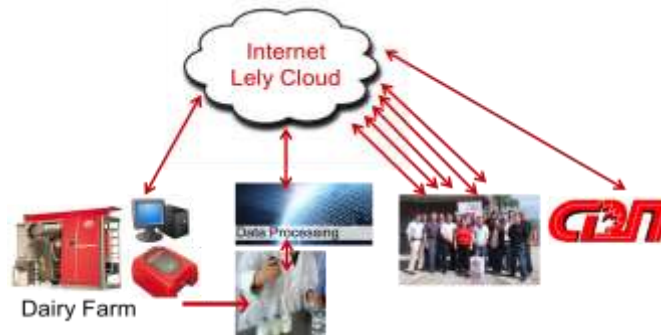 Internet
Lely Cloud
Data Processing
CDN
Dairy Farm